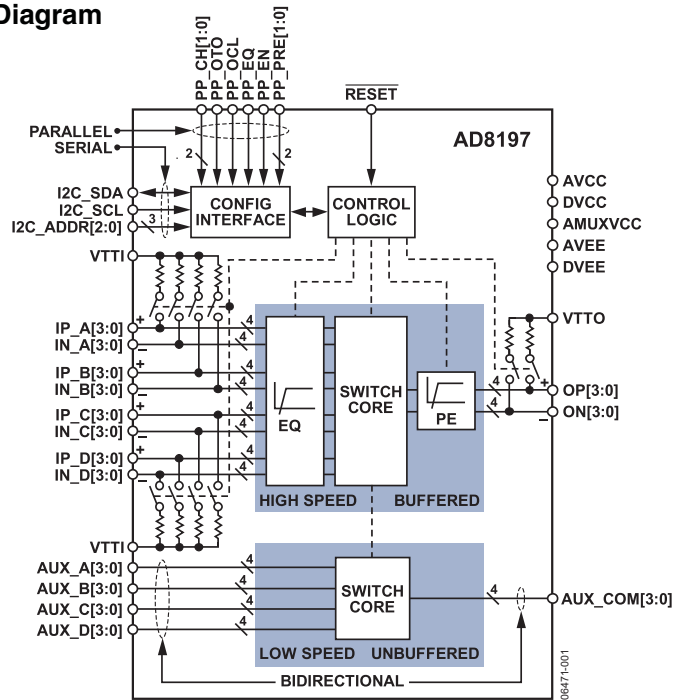 Diagram
PP_CH[1:0]
PP_OTO
PP_OCL
PP_EQ
PP_EN
PP_PRE[1:0]
RESET
PARALLEL
SERIAL
AD8197
2
2
I2C_SDA
I2C_SCL
I2C_ADDR[2:0]
3
CONFIG
INTERFACE
CONTROL
LOGIC
AVCC
DVCC
AMUXVCC
AVEE
DVEE
VTTI
VTTO
+
IP_A[3:0]
4
IN_A[3:0]
–
4
+
IP_B[3:0]
4
IN_B[3:0]
–
4
+
IP_C[3:0]
4
IN_C[3:0]
–
4
+
IP_D[3:0]
4
IN_D[3:0]
–
4
EQ
SWITCH
CORE
PE
4
+
OP[3:0]
4
ON[3:0]
–
HIGH SPEED
BUFFERED
VTTI
AUX_A[3:0]
4
AUX_B[3:0]
4
AUX_C[3:0]
4
AUX_D[3:0]
4
SWITCH
CORE
4
AUX_COM[3:0]
LOW SPEED
UNBUFFERED
BIDIRECTIONAL
06471-001